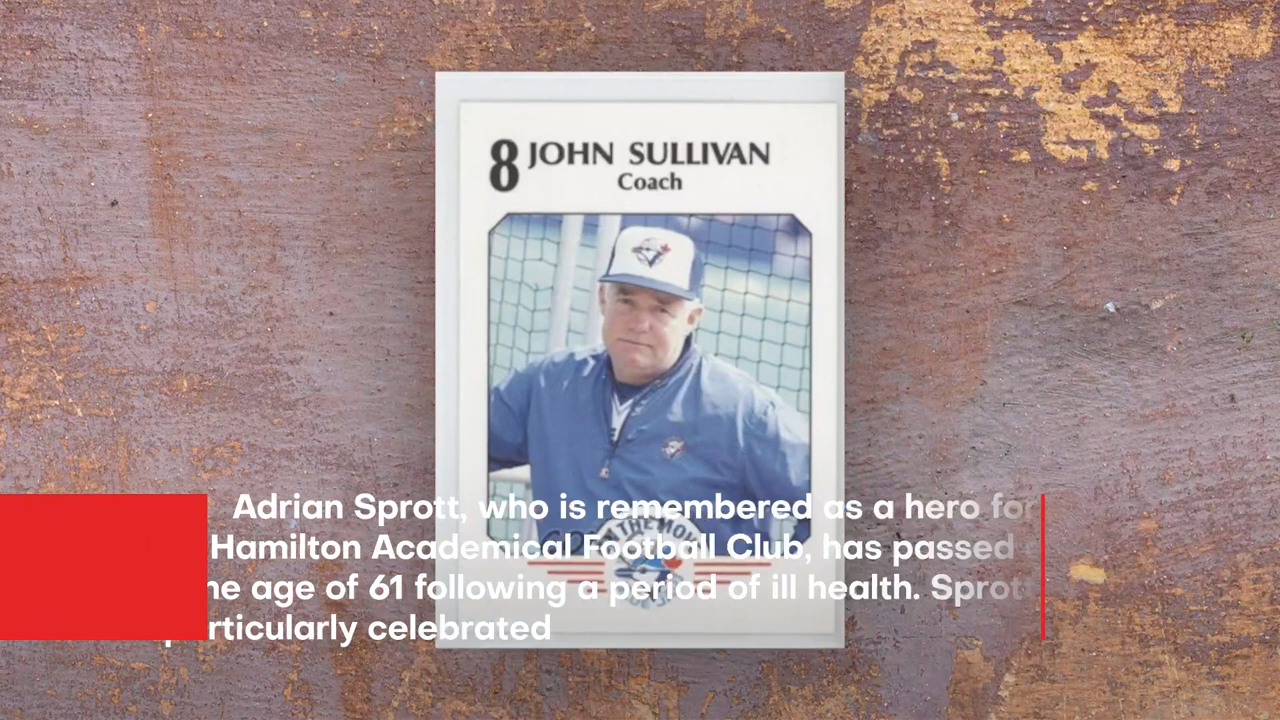 8 JOHN SULLIVAN
Coach
Adrian Sprott, who is remembered as a hero for
Hamilton Academical Football Club, has passed
age of 61 following a period of ill health. Sprott
celebrated